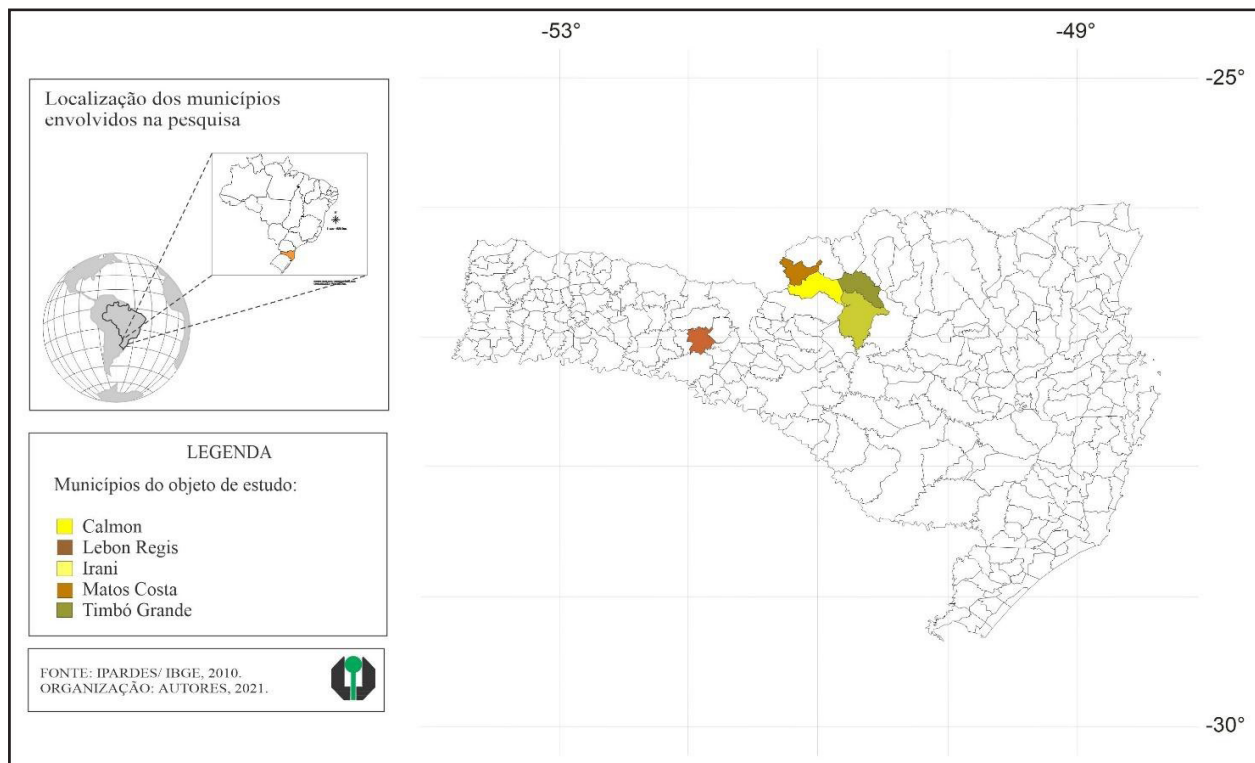 -53°
-49°
-25°
Localização dos municípios
envolvidos na pesquisa
LEGENDA
Municípios do objeto de estudo:
Calmon
Lebon Regis
Irani
Matos Costa
Timbó Grande
FONTE: IPARDES/ IBGE, 2010.
ORGANIZAÇÃO: AUTORES, 2021.
-30°